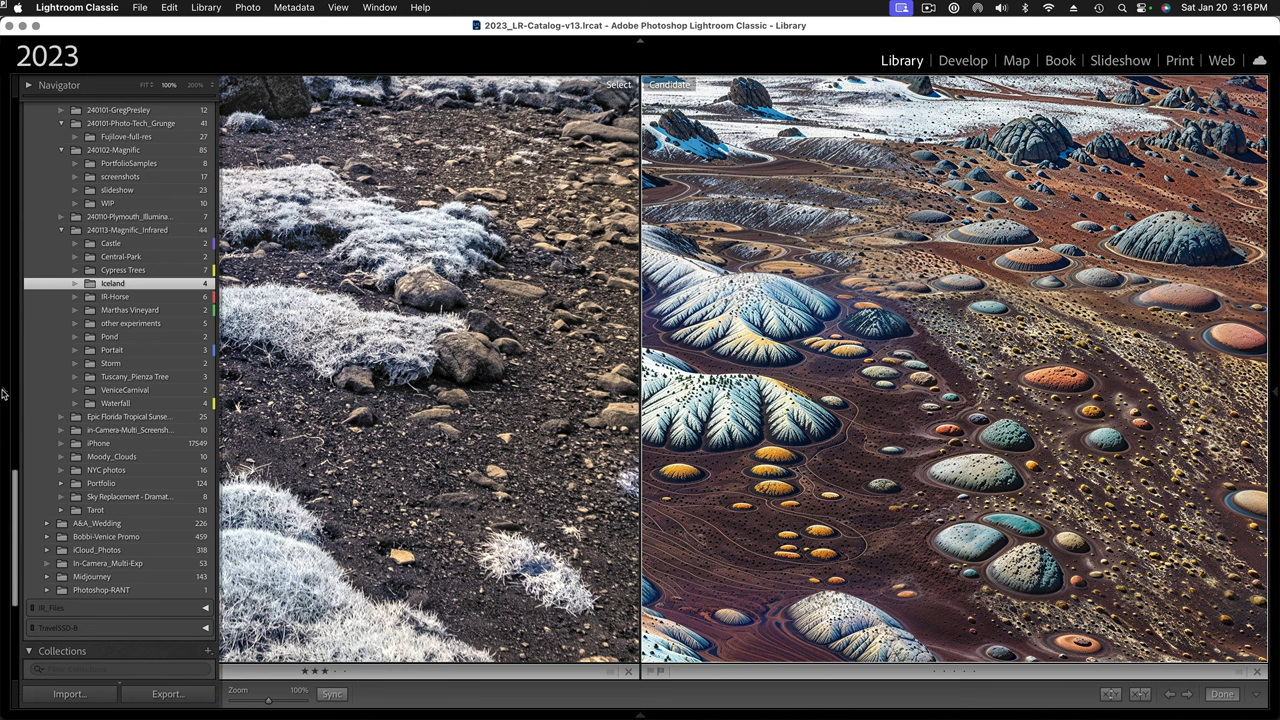 Lightroom Classic File Edit Library Photo Metadata View Window Help Sat Jan 20 3:16 PM
2023_LR-Catalog-v13.lrcat - Adobe Photoshop Lightroom Classic - Library
2023
Library | Develop | Map | Book | Slideshow | Print | Web
Navigator FIT 100% 200%
Select
Candidate
240101-GregPresley 12
240101-Photo-Tech_Grunge 41
Fujilove-full-res 27
240102-Magnific 85
PortfolioSamples 8
screenshots 17
slideshow 23
WIP 10
240110-Plymouth_Illumina... 7
240113-Magnific_Infrared 44
Castle 2
Central-Park 2
Cypress Trees 7
Iceland 4
IR-Horse 6
Marthas Vineyard 2
other experiments 5
Pond 2
Portait 3
Storm 2
Tuscany_Pienza Tree 3
VeniceCarnival 2
Waterfall 4
Epic Florida Tropical Sunse... 25
in-Camera-Multi_Screensh... 10
iPhone 17549
Moody_Clouds 17
NYC photos 16
Portfolio 124
Sky Replacement - Dramat... 8
Tarot 131
A&A_Wedding 226
Bobbi-Venice Promo 459
iCloud_Photos 318
In-Camera_Multi-Exp 53
Midjourney 143
Photoshop-RANT 1
IR_Files
TravelSSD-B
Collections
Filter Collections
Import... Export...
Zoom 100% Sync
Done